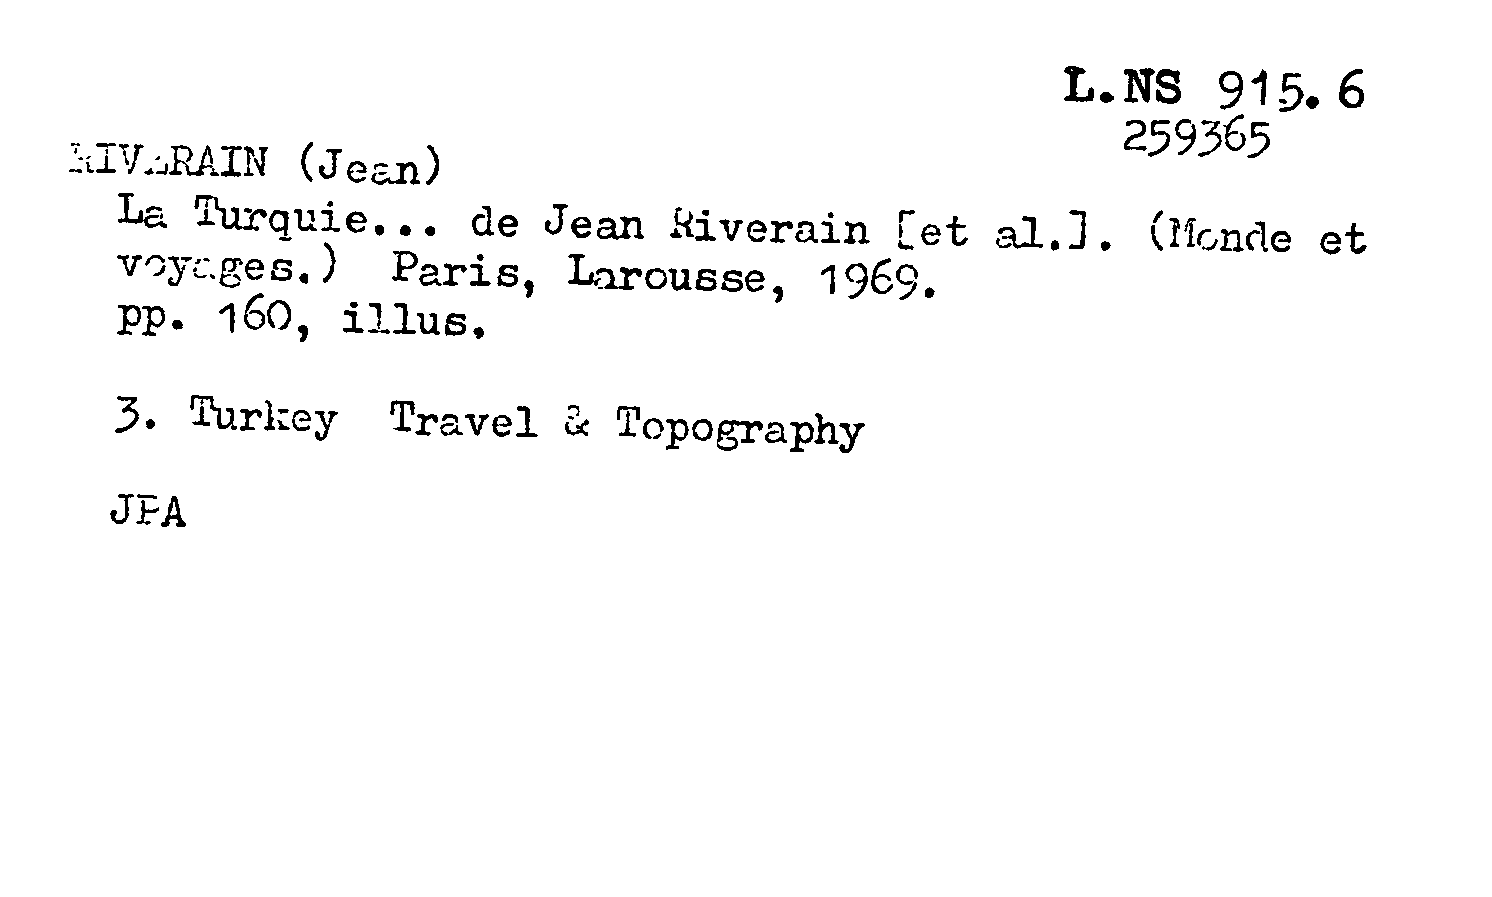 L.NS 915.6
259365
RIVERAIN (Jean)
La Turquie... de Jean Riverain [et al.]. (Monde et
voyages.) Paris, Larousse, 1969.
pp. 160, illus.
3. Turkey Travel & Topography
JPA